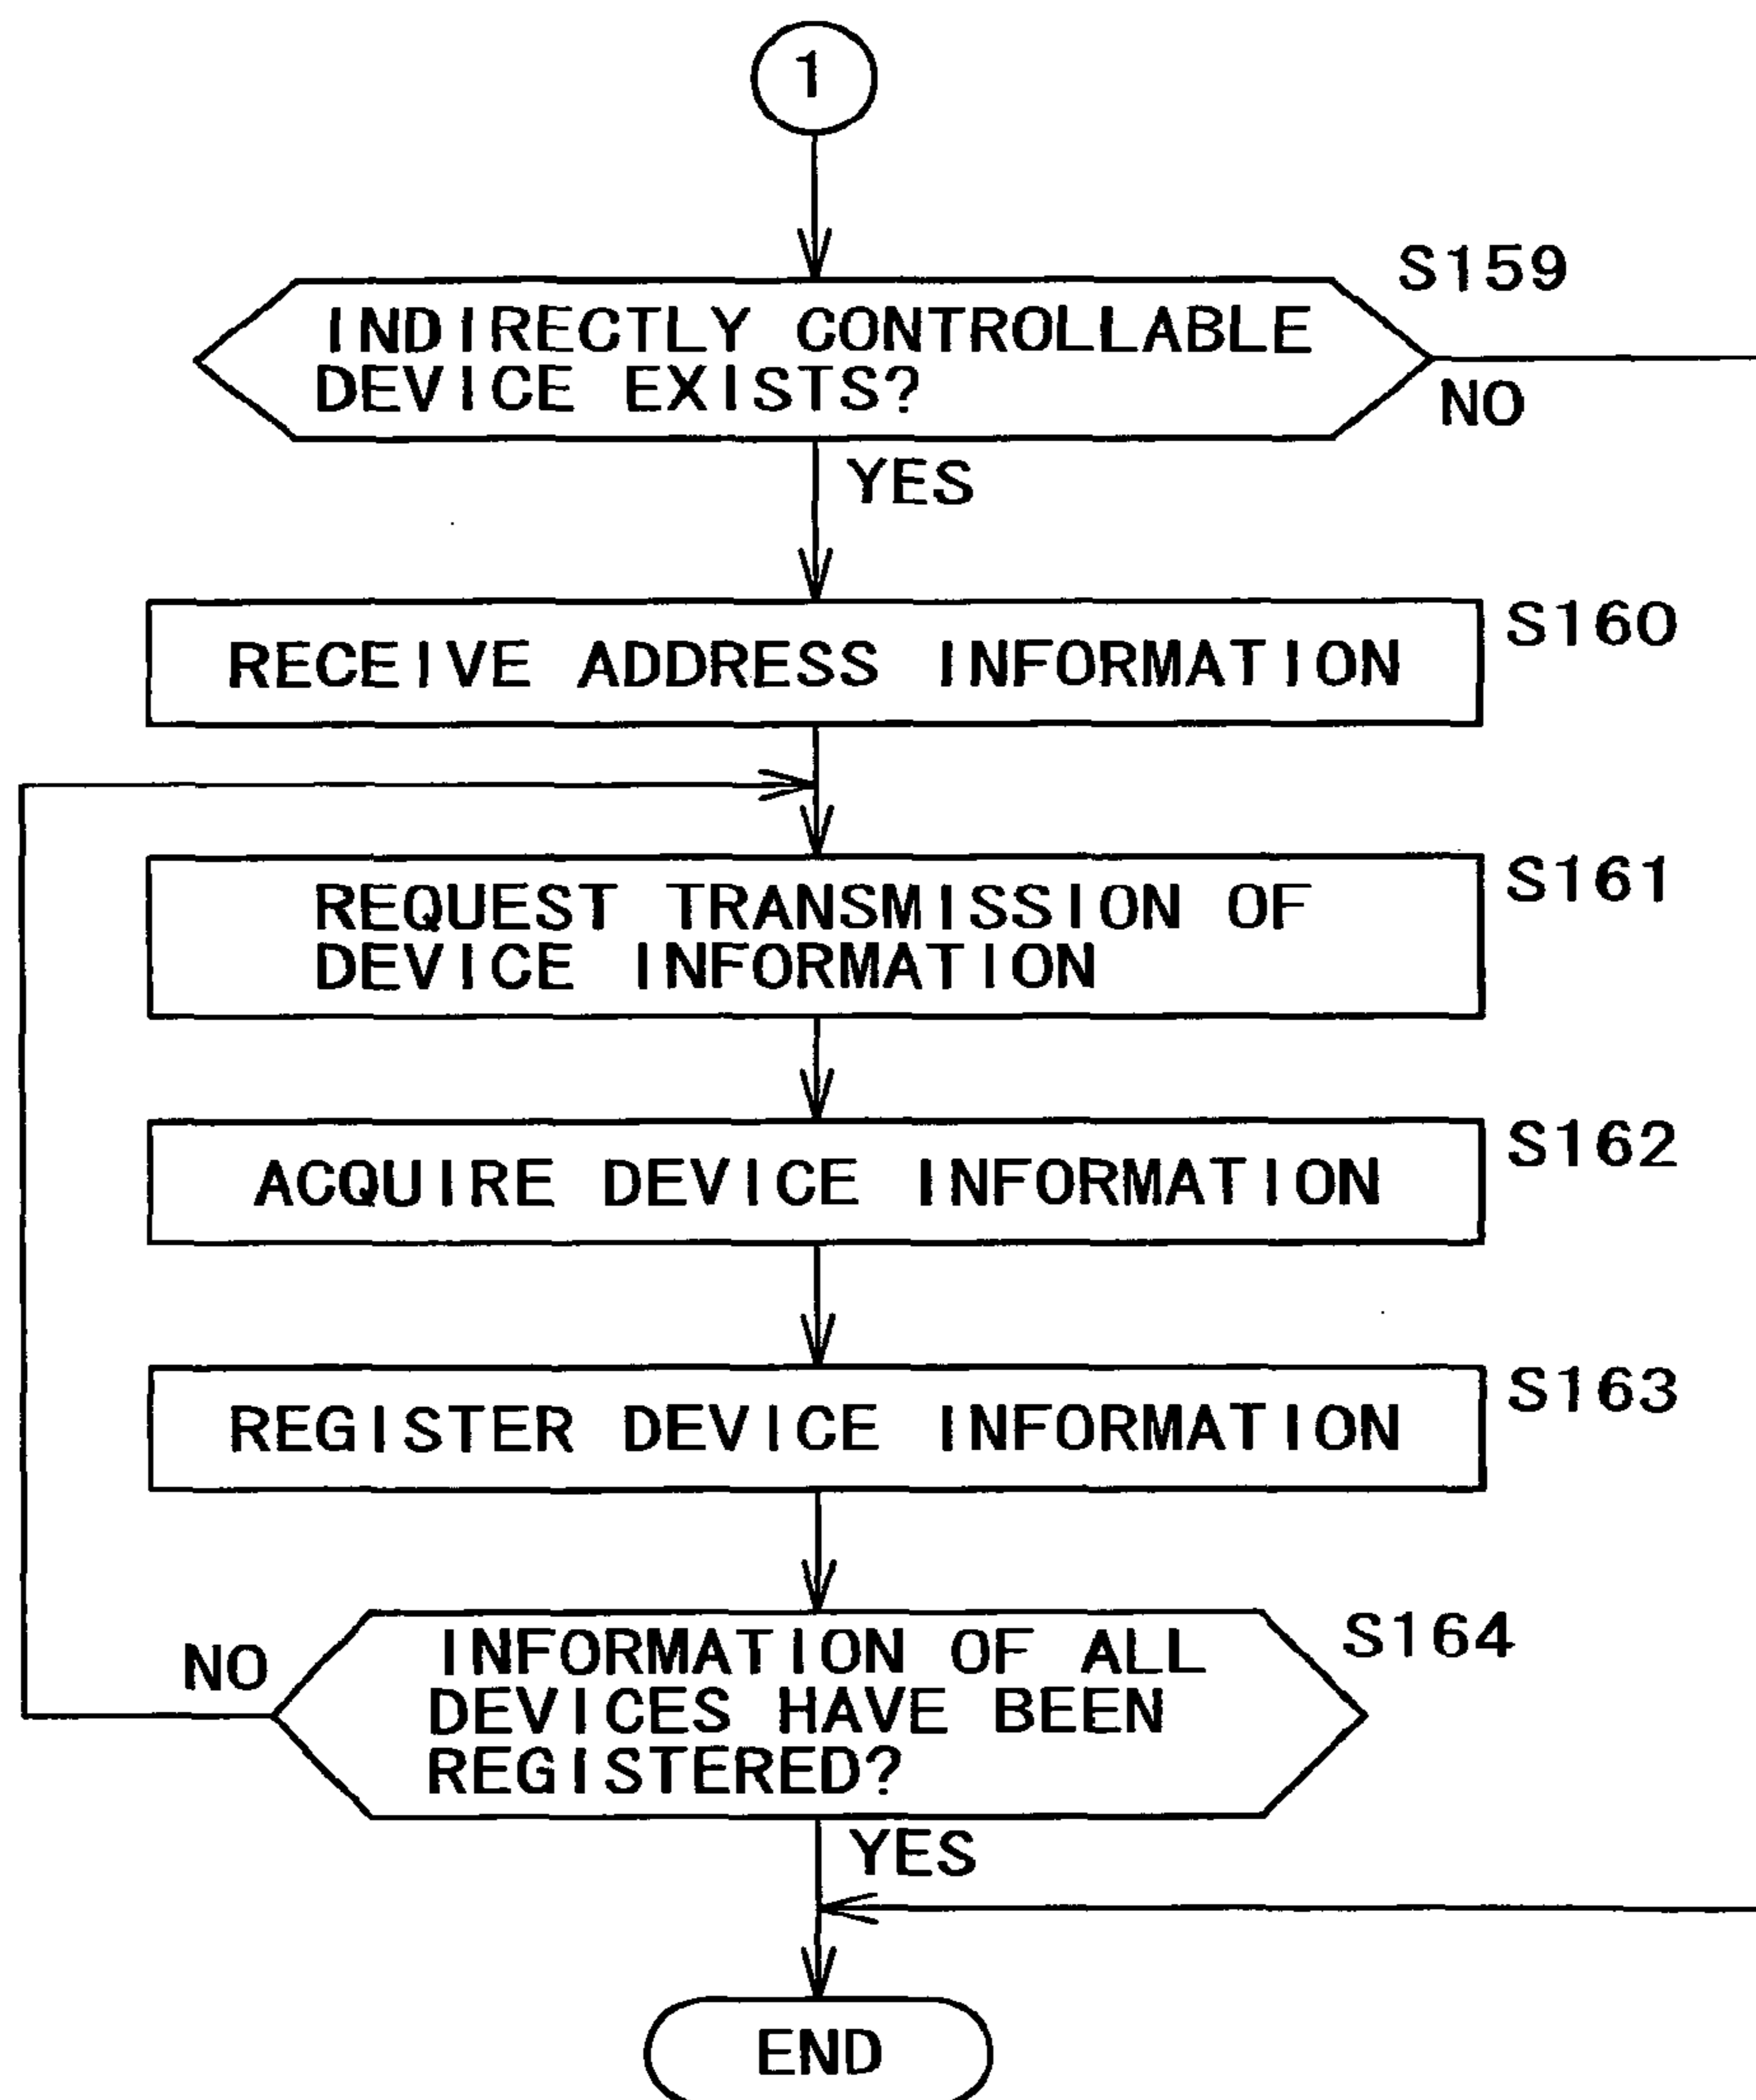 1
S159
INDIRECTLY CONTROLLABLE
DEVICE EXISTS?
NO
YES
S160
RECEIVE ADDRESS INFORMATION
S161
REQUEST TRANSMISSION OF
DEVICE INFORMATION
S162
ACQUIRE DEVICE INFORMATION
S163
REGISTER DEVICE INFORMATION
S164
NO
INFORMATION OF ALL
DEVICES HAVE BEEN
REGISTERED?
YES
END